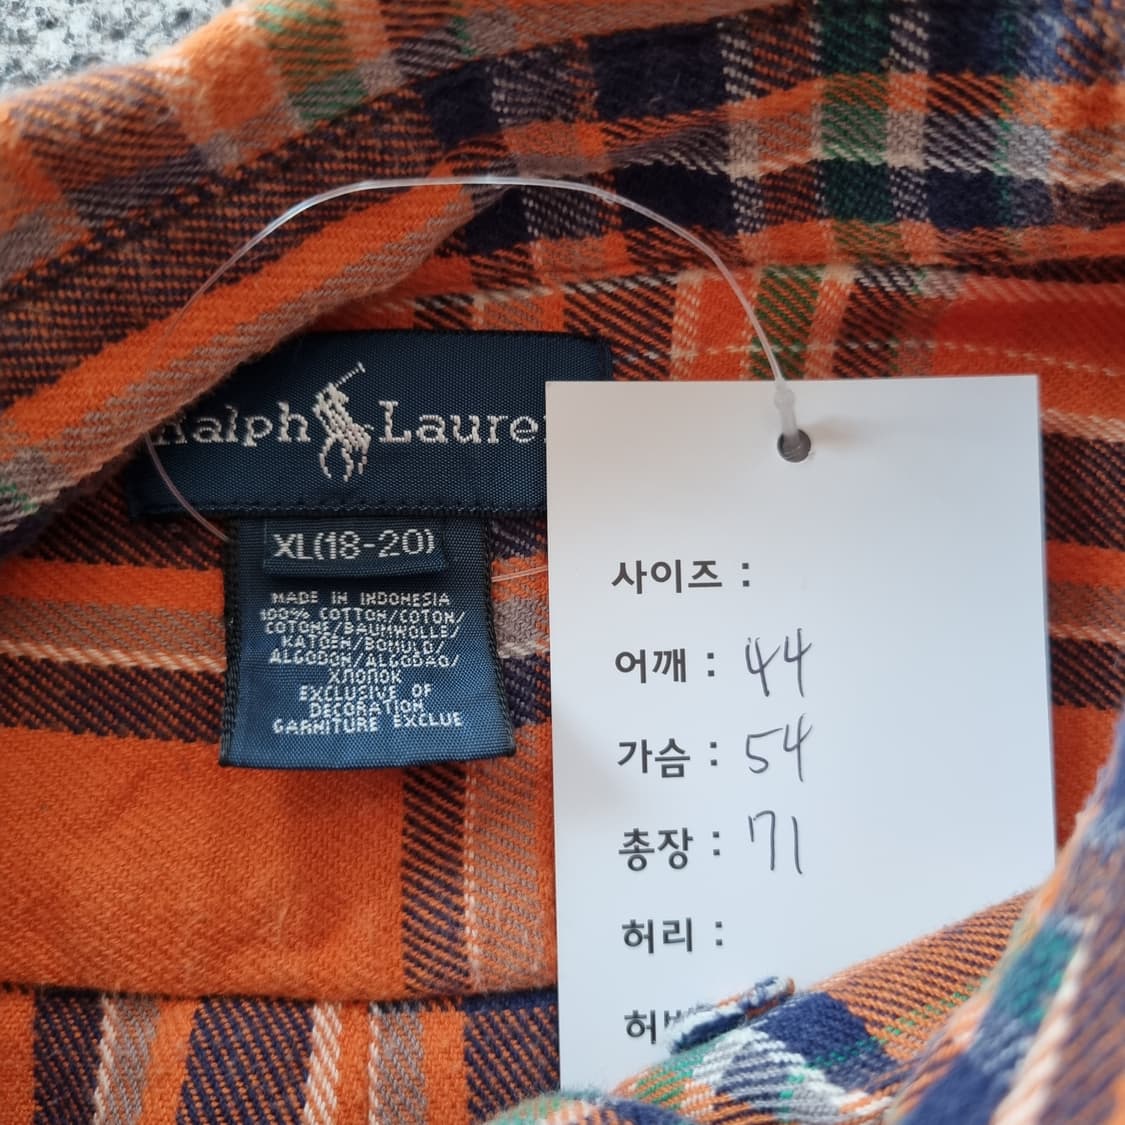 Ralph Lauren
XL(18-20)
MADE IN INDONESIA
100% COTTON/COTON/
COTONE/BAUMWOLLE/
KATOEN/BOMULD/
ALGODON/ALGODAO/
ХЛОПОК
EXCLUSIVE OF
DECORATION
GARNITURE EXCLUE
사이즈 :
어깨 : 44
가슴 : 54
총장 : 71
허리 :